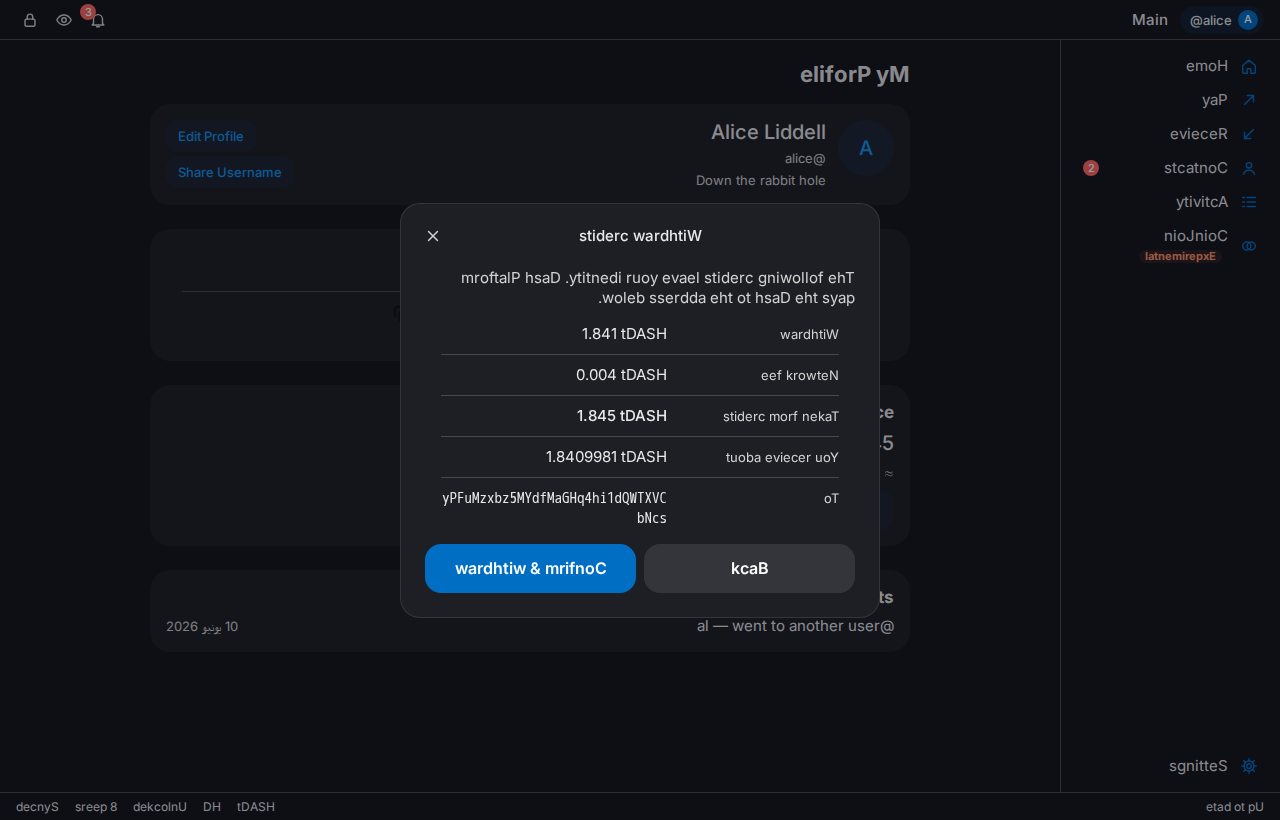 3
Main
@alice
A
emoH
yaP
evieceR
stcatnoC
2
ytivitcA
nioJnioC
latnemirepxE
sgnitteS
eliforP yM
A
Alice Liddell
alice@
Down the rabbit hole
Edit Profile
Share Username
stiderc wardhtiW
mroftalP hsaD .ytitnedi ruoy evael stiderc gniwollof ehT
.woleb sserdda eht ot hsaD eht syap
wardhtiW
1.841 tDASH
eef krowteN
0.004 tDASH
stiderc morf nekaT
1.845 tDASH
tuoba eviecer uoY
1.8409981 tDASH
oT
yPFuMzxbz5MYdfMaGHq4hi1dQWTXVC
bNcs
kcaB
wardhtiw & mrifnoC
ce
45
≈
ts
al — went to another user@
10 يونيو 2026
decnyS
sreep 8
dekcolnU
DH
tDASH
etad ot pU